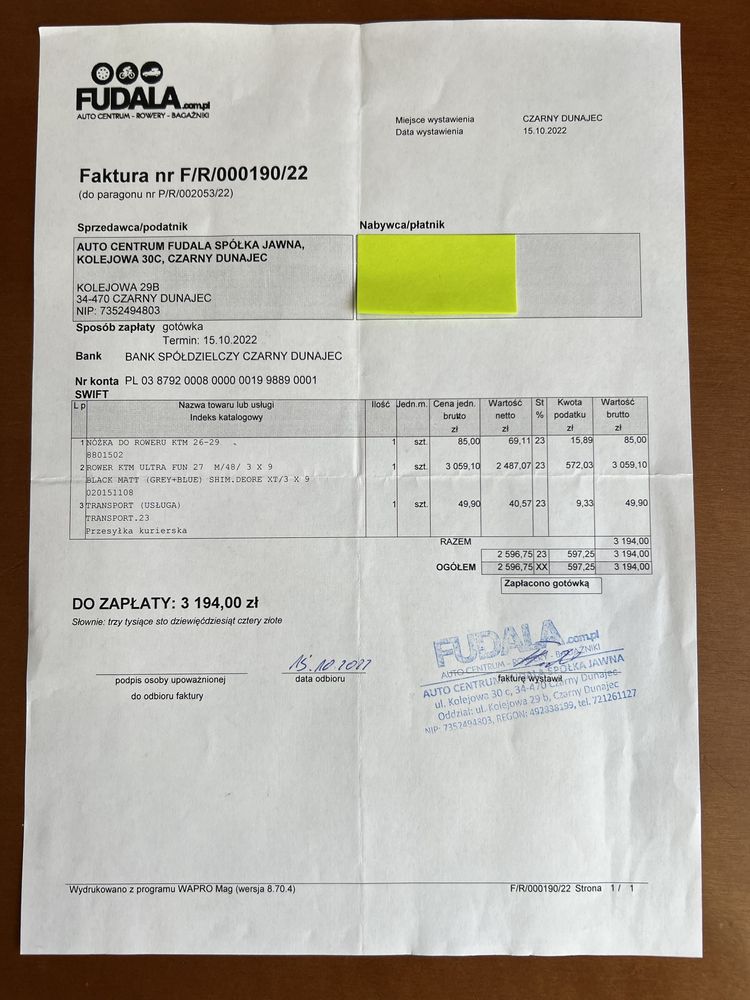 FUDALA.com.pl
AUTO CENTRUM - ROWERY - BAGAŻNIKI
Miejsce wystawienia CZARNY DUNAJEC
Data wystawienia 15.10.2022
Faktura nr F/R/000190/22
(do paragonu nr P/R/002053/22)
Sprzedawca/podatnik Nabywca/płatnik
AUTO CENTRUM FUDALA SPÓŁKA JAWNA,
KOLEJOWA 30C, CZARNY DUNAJEC
KOLEJOWA 29B
34-470 CZARNY DUNAJEC
NIP: 7352494803
Sposób zapłaty gotówka
Termin: 15.10.2022
Bank BANK SPÓŁDZIELCZY CZARNY DUNAJEC
Nr konta PL 03 8792 0008 0000 0019 9889 0001
SWIFT
Lp Nazwa towaru lub usługi Ilość Jedn.m. Cena jedn. Wartość St Kwota Wartość
Indeks katalogowy brutto netto % podatku brutto
zł zł zł zł
1 NÓŻKA DO ROWERU KTM 26-29 1 szt. 85,00 69,11 23 15,89 85,00
8801502
2 ROWER KTM ULTRA FUN 27 M/48/ 3 X 9 1 szt. 3 059,10 2 487,07 23 572,03 3 059,10
BLACK MATT (GREY+BLUE) SHIM.DEORE XT/3 X 9
020151108
3 TRANSPORT (USŁUGA) 1 szt. 49,90 40,57 23 9,33 49,90
TRANSPORT.23
Przesyłka kurierska
RAZEM 3 194,00
2 596,75 23 597,25 3 194,00
OGÓŁEM 2 596,75 XX 597,25 3 194,00
Zapłacono gotówką
DO ZAPŁATY: 3 194,00 zł
Słownie: trzy tysiące sto dziewięćdziesiąt cztery złote
FUDALA.com.pl
AUTO CENTRUM - ROWERY - BAGAŻNIKI
15.10.2022
podpis osoby upoważnionej data odbioru fakturę wystawił
do odbioru faktury
AUTO CENTRUM FUDALA SPÓŁKA JAWNA
ul. Kolejowa 30 c, 34-470 Czarny Dunajec
Oddział: ul. Kolejowa 29 b, Czarny Dunajec
NIP: 7352494803, REGON: 492838199, tel. 721261127
Wydrukowano z programu WAPRO Mag (wersja 8.70.4) F/R/000190/22 Strona 1 / 1